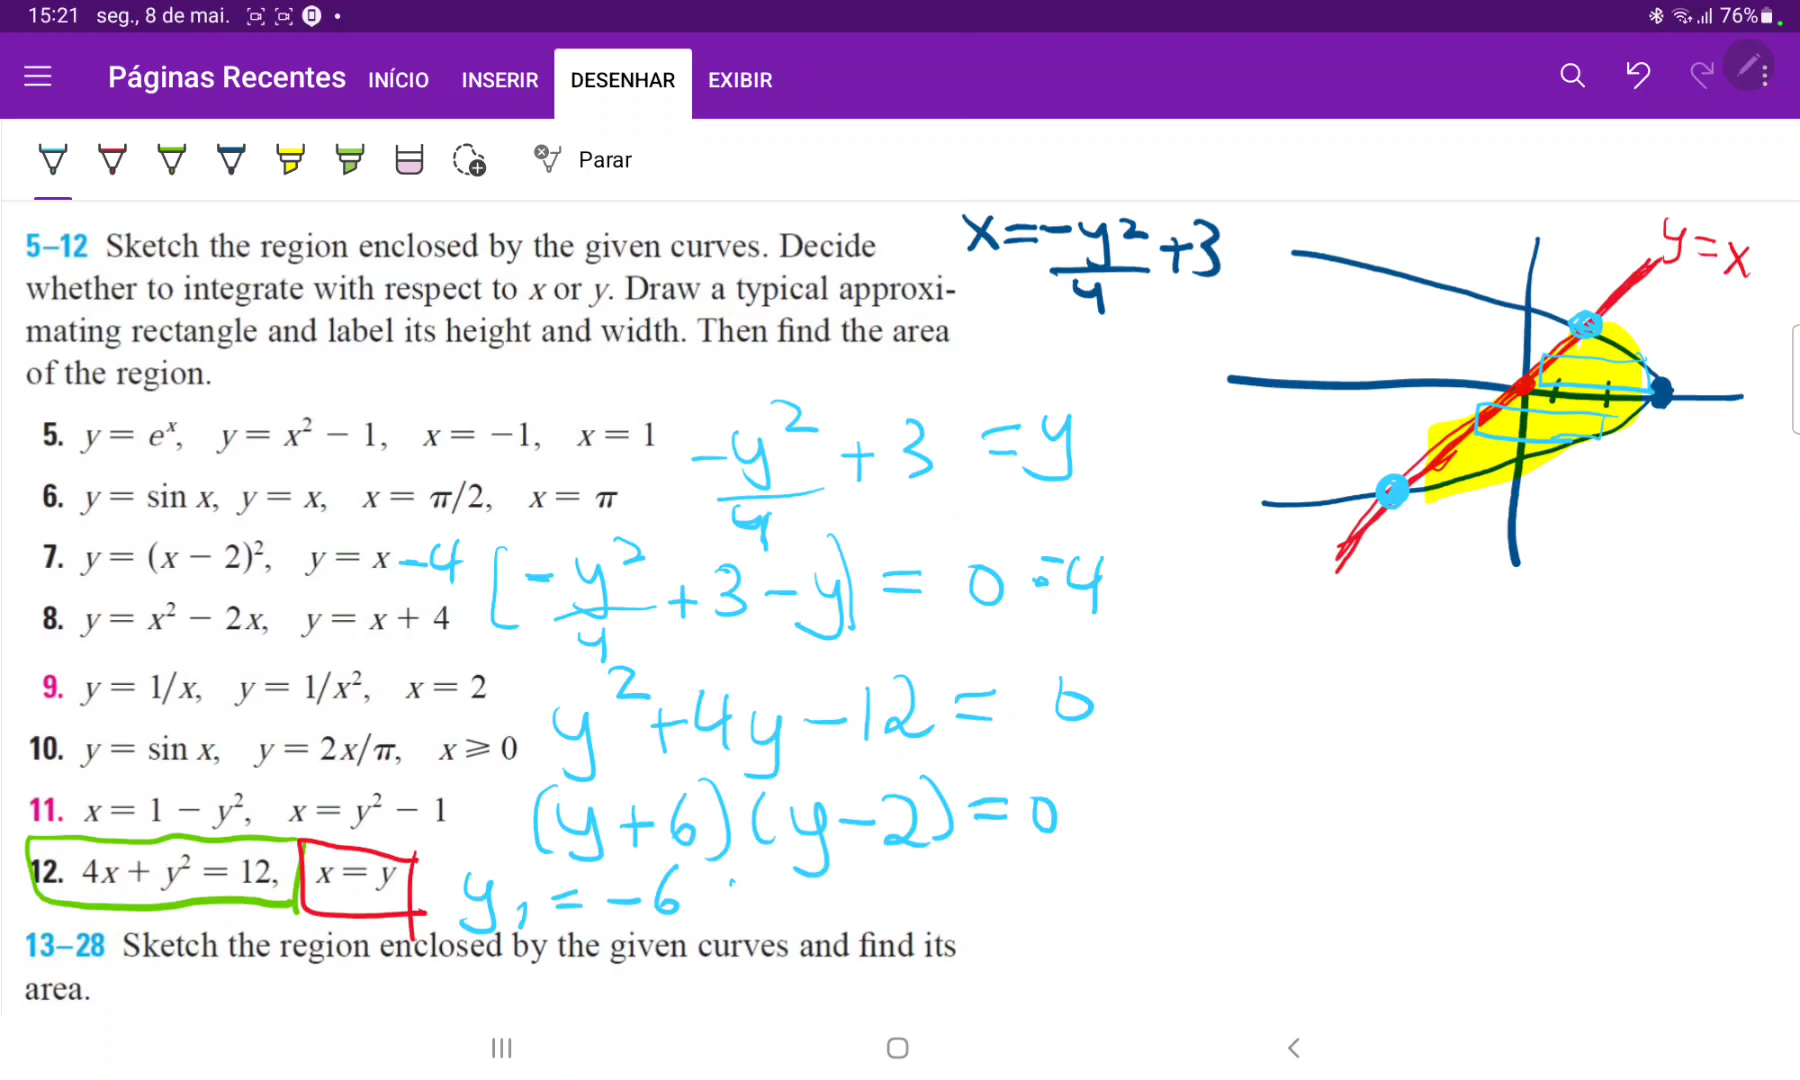 15:21 seg., 8 de mai. 76%
Páginas Recentes INÍCIO INSERIR DESENHAR EXIBIR
Parar
5–12 Sketch the region enclosed by the given curves. Decide
whether to integrate with respect to x or y. Draw a typical approxi-
mating rectangle and label its height and width. Then find the area
of the region.
5. y = eˣ, y = x² − 1, x = −1, x = 1
6. y = sin x, y = x, x = π/2, x = π
7. y = (x − 2)², y = x
8. y = x² − 2x, y = x + 4
9. y = 1/x, y = 1/x², x = 2
10. y = sin x, y = 2x/π, x ⩾ 0
11. x = 1 − y², x = y² − 1
12. 4x + y² = 12, x = y
13–28 Sketch the region enclosed by the given curves and find its
area.
x = −y²/4 + 3
y = x
−y²/4 + 3 = y
−4 [−y²/4 + 3 − y] = 0 · −4
y² + 4y − 12 = 0
(y + 6)(y − 2) = 0
y₁ = −6